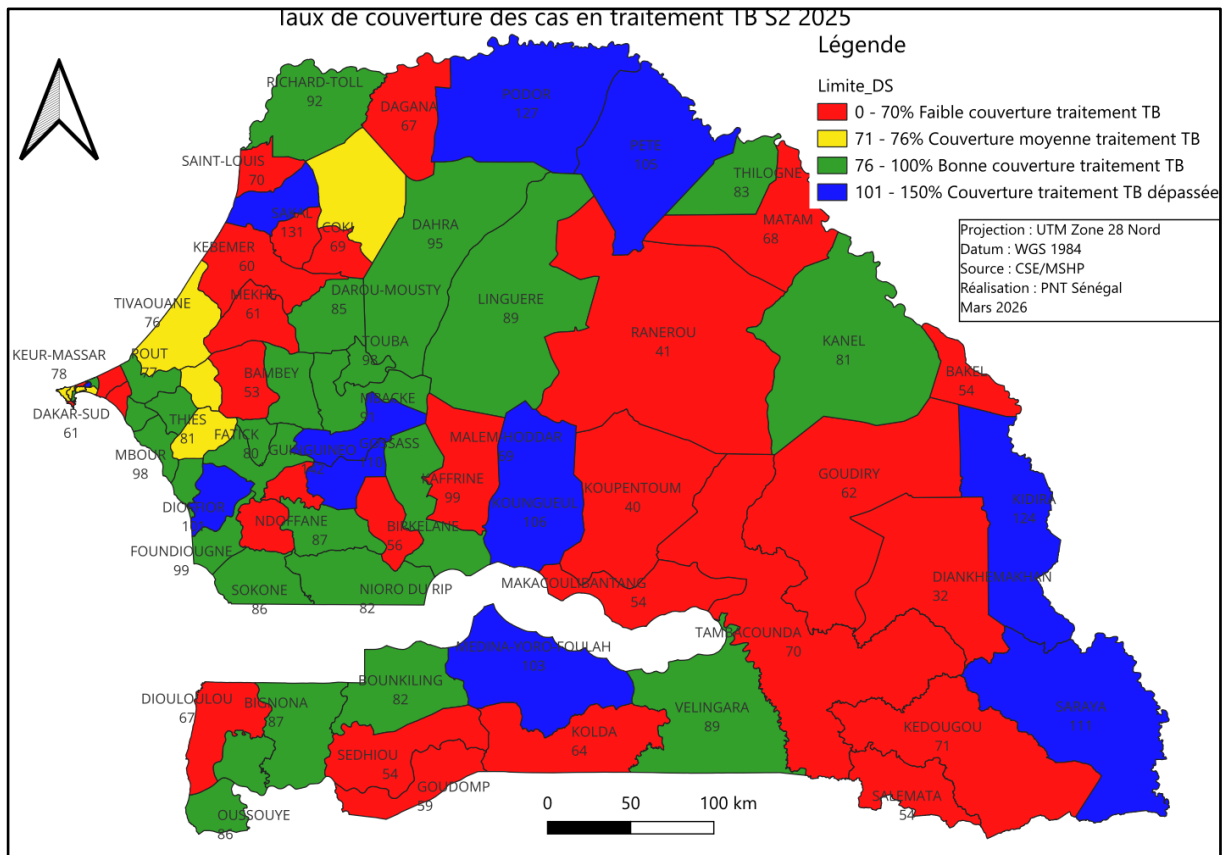 Taux de couverture des cas en traitement TB S2 2025
Légende
Limite_DS
0 - 70% Faible couverture traitement TB
71 - 76% Couverture moyenne traitement TB
76 - 100% Bonne couverture traitement TB
101 - 150% Couverture traitement TB dépassée
Projection : UTM Zone 28 Nord
Datum : WGS 1984
Source : CSE/MSHP
Réalisation : PNT Sénégal
Mars 2026
RICHARD-TOLL
92
DAGANA
67
PODOR
127
PETE
THILOGNE
83
SAINT-LOUIS
70
MATAM
68
SAKAL
131
COKI
69
DAHRA
95
KEBEMER
60
MEKHE
61
DAROU-MOUSTY
85
LINGUERE
89
TIVAOUANE
76
RANEROU
41
KANEL
81
TOUBA
KEUR-MASSAR
78
POUT
77
BAMBEY
53
BAKEL
54
MBACKE
DAKAR-SUD
61
THIES
81
FATICK
80
GUINGUINEO
GOSSASS
MALEM-HODDAR
69
MBOUR
98
KAFFRINE
99
KOUNGUEUL
106
KOUPENTOUM
40
GOUDIRY
62
KIDIRA
124
DIOFFIOR
NDOFFANE
87
BIRKELANE
56
FOUNDIOUGNE
99
SOKONE
86
NIORO DU RIP
82
MAKACOULIBANTANG
54
DIANKHEMAKHAN
32
TAMBACOUNDA
70
MEDINA-YORO FOULAH
BOUNKILING
82
DIOULOULOU
67
BIGNONA
87
VELINGARA
89
SARAYA
KEDOUGOU
71
KOLDA
64
SEDHIOU
54
GOUDOMP
59
SALEMATA
54
OUSSOUYE
86
0 50 100 km